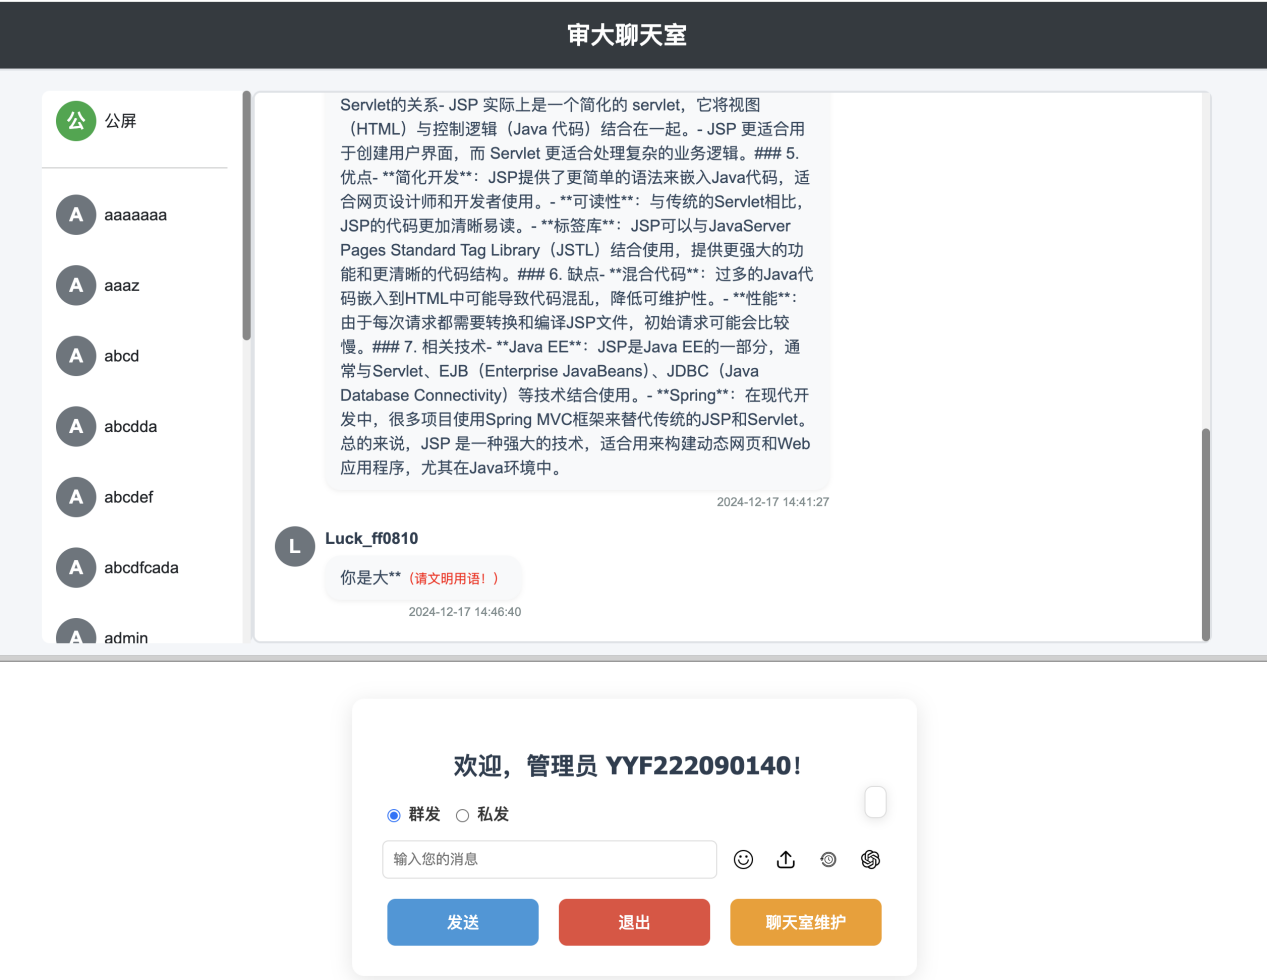 审大聊天室
公 公屏
A aaaaaaa
A aaaz
A abcd
A abcdda
A abcdef
A abcdfcada
A admin
Servlet的关系- JSP 实际上是一个简化的 servlet，它将视图
（HTML）与控制逻辑（Java 代码）结合在一起。- JSP 更适合用
于创建用户界面，而 Servlet 更适合处理复杂的业务逻辑。### 5.
优点- **简化开发**：JSP提供了更简单的语法来嵌入Java代码，适
合网页设计师和开发者使用。- **可读性**：与传统的Servlet相比，
JSP的代码更加清晰易读。- **标签库**：JSP可以与JavaServer
Pages Standard Tag Library（JSTL）结合使用，提供更强大的功
能和更清晰的代码结构。### 6. 缺点- **混合代码**：过多的Java代
码嵌入到HTML中可能导致代码混乱，降低可维护性。- **性能**：
由于每次请求都需要转换和编译JSP文件，初始请求可能会比较
慢。### 7. 相关技术- **Java EE**：JSP是Java EE的一部分，通
常与Servlet、EJB（Enterprise JavaBeans）、JDBC（Java
Database Connectivity）等技术结合使用。- **Spring**：在现代开
发中，很多项目使用Spring MVC框架来替代传统的JSP和Servlet。
总的来说，JSP 是一种强大的技术，适合用来构建动态网页和Web
应用程序，尤其在Java环境中。
2024-12-17 14:41:27
L Luck_ff0810
你是大**（请文明用语！）
2024-12-17 14:46:40
欢迎，管理员 YYF222090140！
群发 私发
输入您的消息
发送 退出 聊天室维护